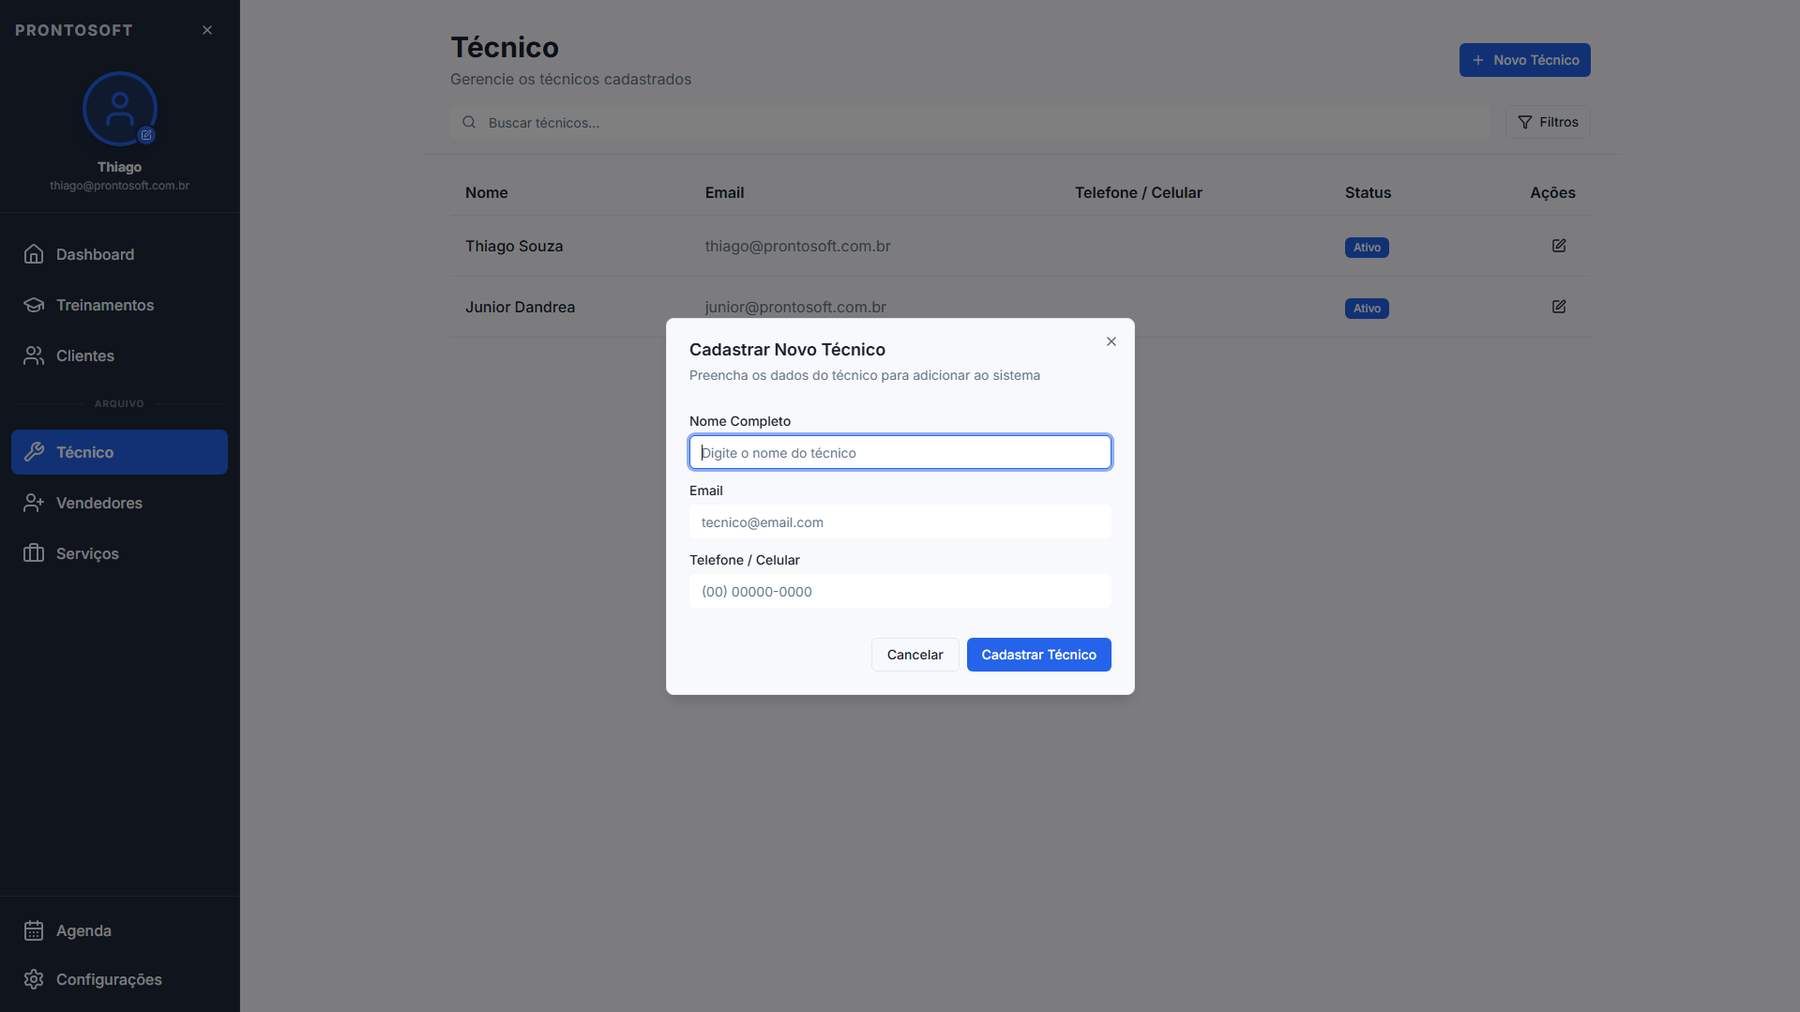 PRONTOSOFT
Thiago
thiago@prontosoft.com.br
Dashboard
Treinamentos
Clientes
ARQUIVO
Técnico
Vendedores
Serviços
Agenda
Configurações
Técnico
Gerencie os técnicos cadastrados
Novo Técnico
Buscar técnicos...
Filtros
Nome Email Telefone / Celular Status Ações
Thiago Souza thiago@prontosoft.com.br Ativo
Junior Dandrea junior@prontosoft.com.br Ativo
Cadastrar Novo Técnico
Preencha os dados do técnico para adicionar ao sistema
Nome Completo
Digite o nome do técnico
Email
tecnico@email.com
Telefone / Celular
(00) 00000-0000
Cancelar Cadastrar Técnico